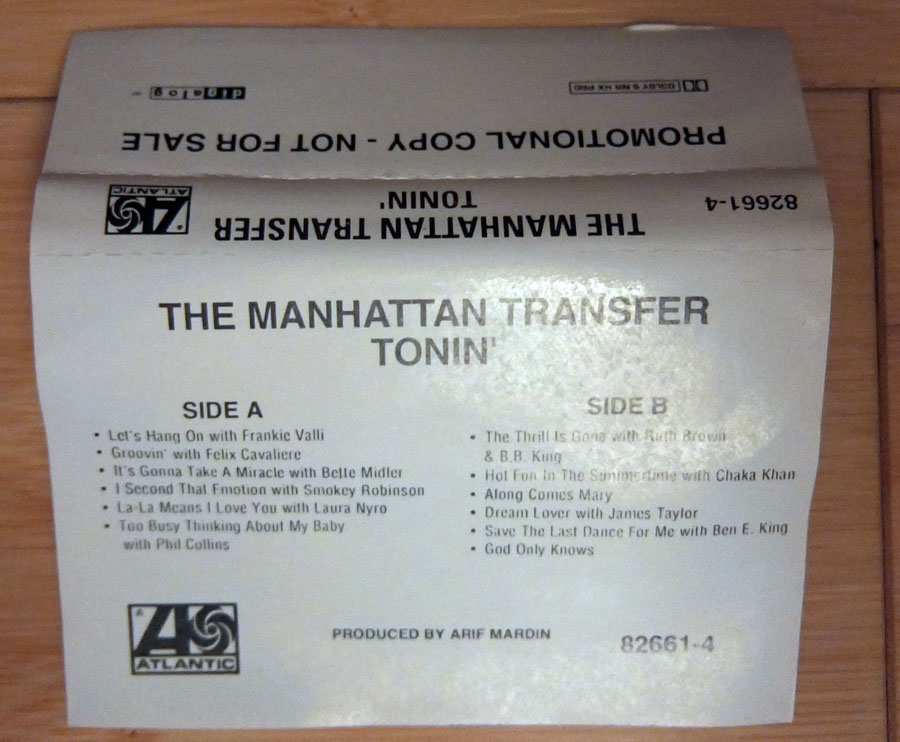 digalog
DOLBY S NR HX PRO
PROMOTIONAL COPY - NOT FOR SALE
ATLANTIC
THE MANHATTAN TRANSFER
TONIN'
82661-4
THE MANHATTAN TRANSFER
TONIN'
SIDE A
• Let's Hang On with Frankie Valli
• Groovin' with Felix Cavaliere
• It's Gonna Take A Miracle with Bette Midler
• I Second That Emotion with Smokey Robinson
• La-La Means I Love You with Laura Nyro
• Too Busy Thinking About My Baby
with Phil Collins
SIDE B
• The Thrill Is Gone with Ruth Brown
& B.B. King
• Hot Fun In The Summertime with Chaka Khan
• Along Comes Mary
• Dream Lover with James Taylor
• Save The Last Dance For Me with Ben E. King
• God Only Knows
ATLANTIC
PRODUCED BY ARIF MARDIN
82661-4